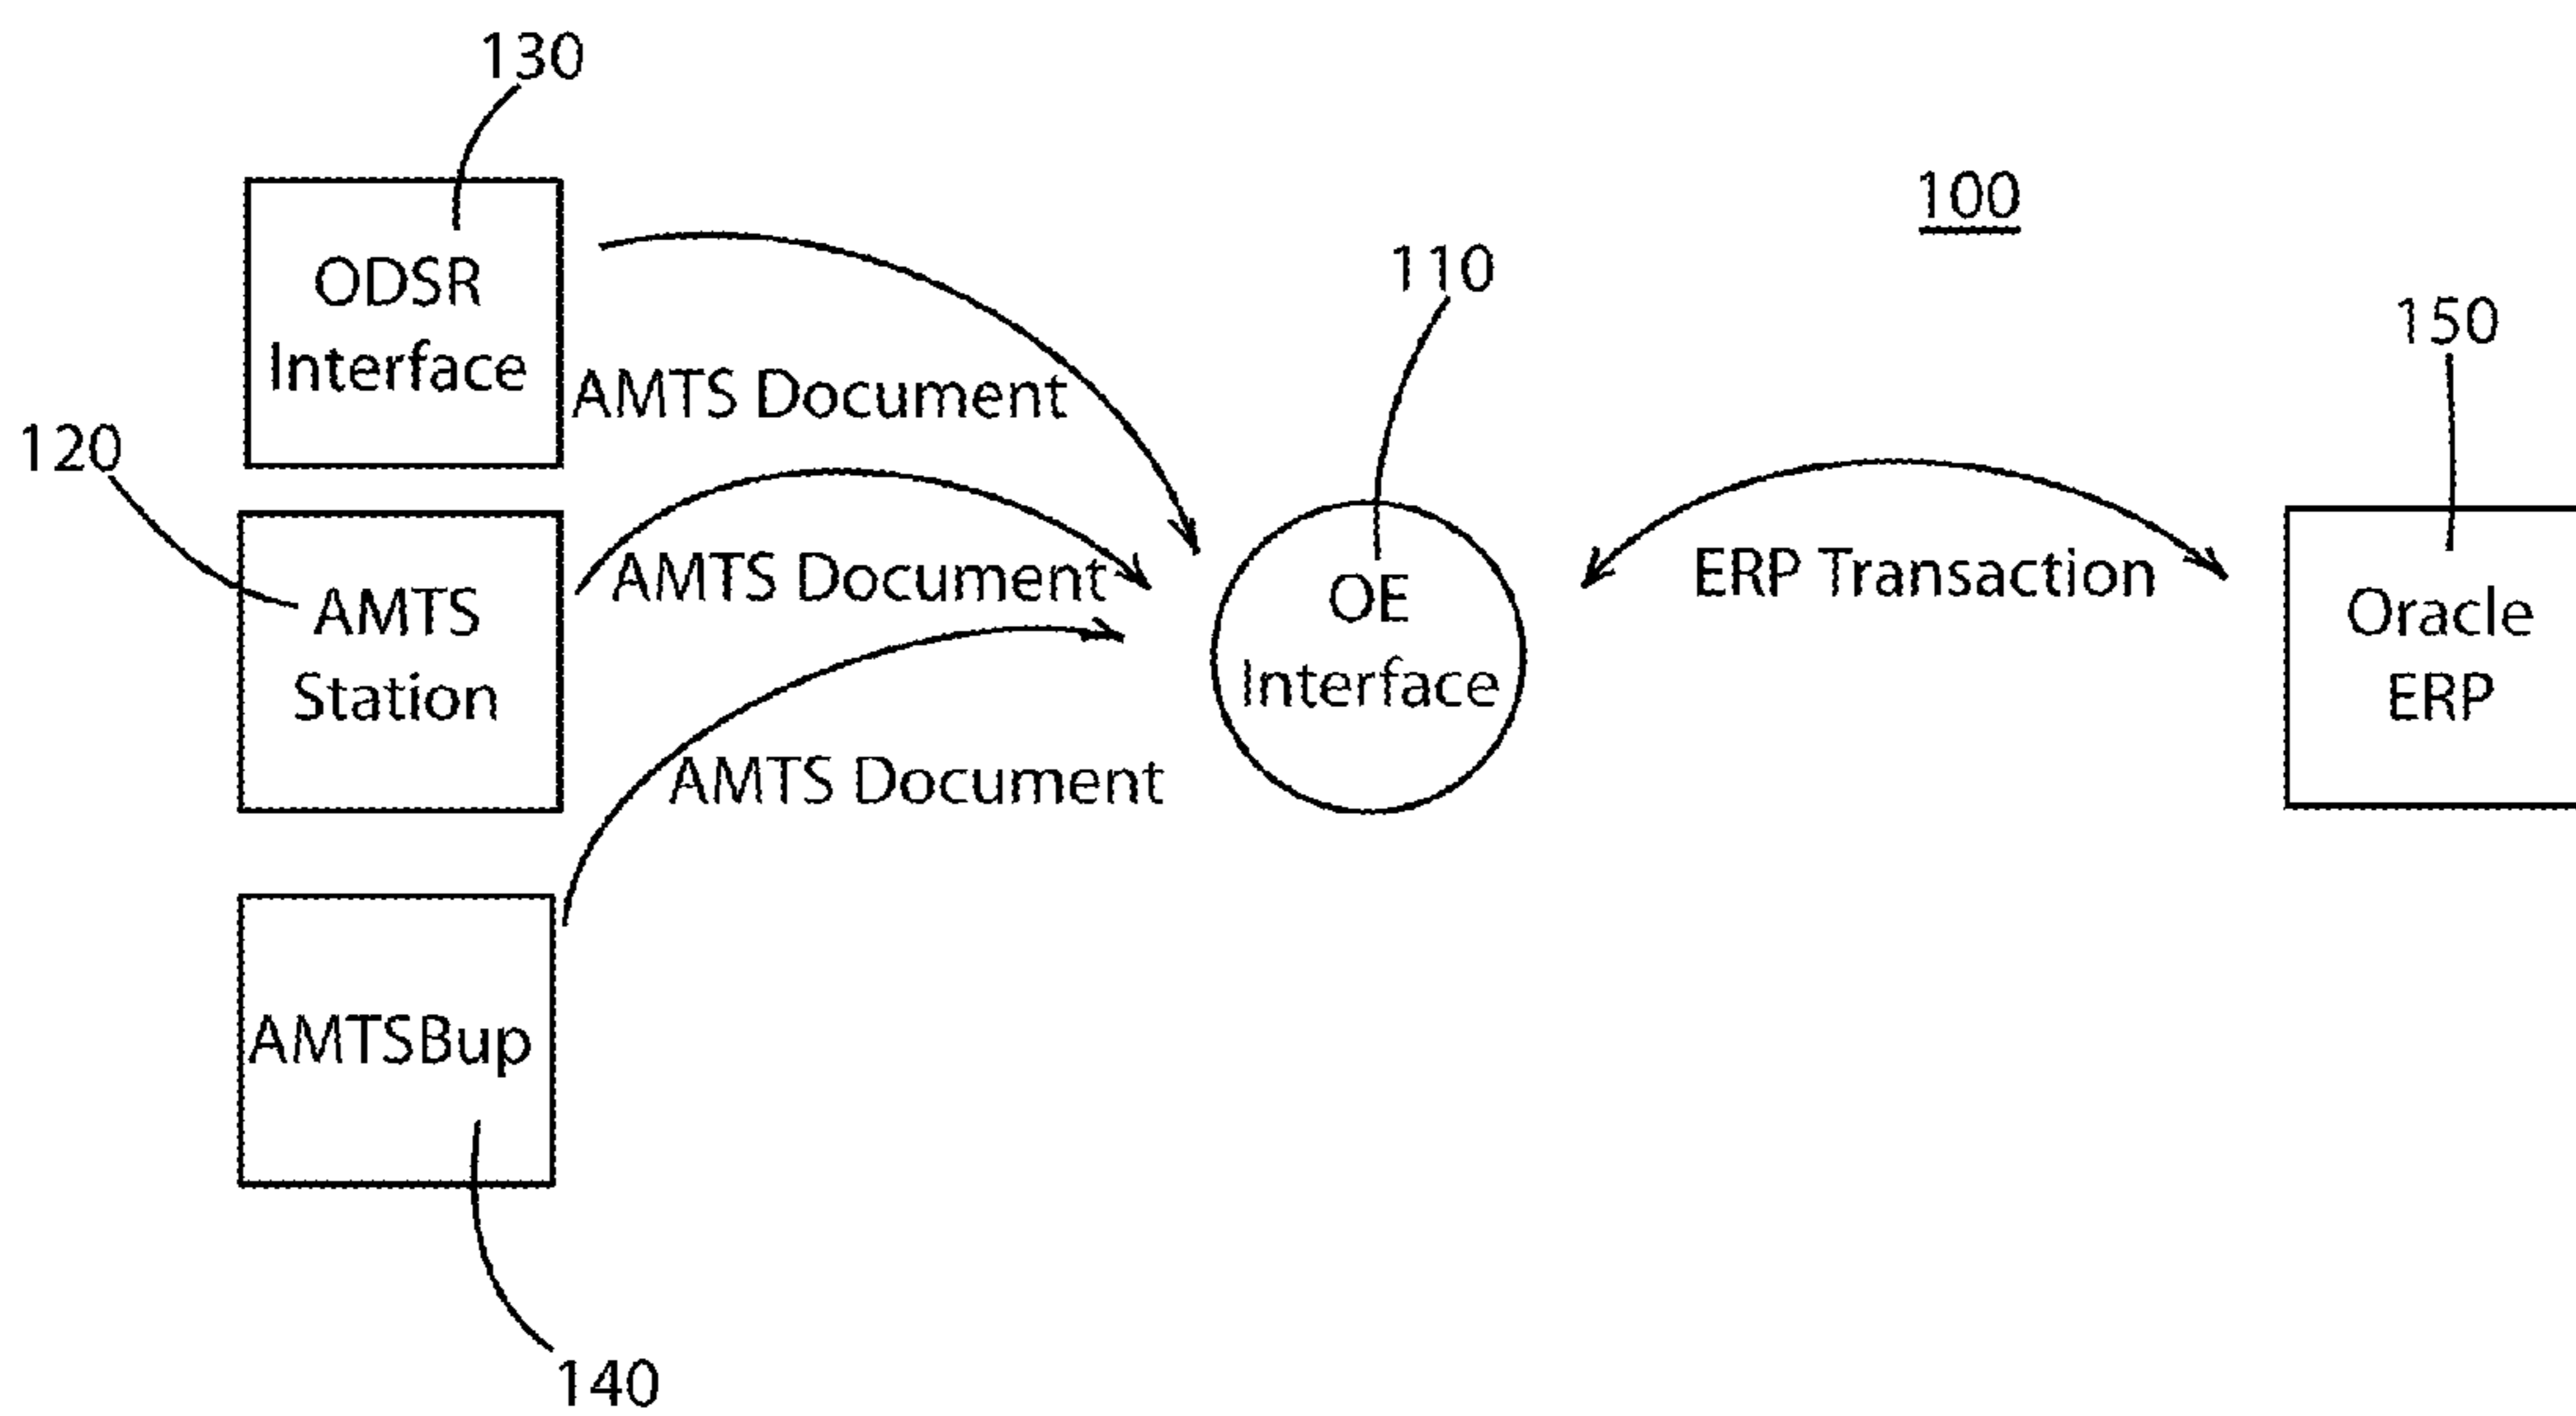 130
100
110
150
ODSR
Interface
AMTS Document
120
AMTS
Station
AMTS Document
OE
Interface
ERP Transaction
Oracle
ERP
AMTS Document
AMTSBup
140